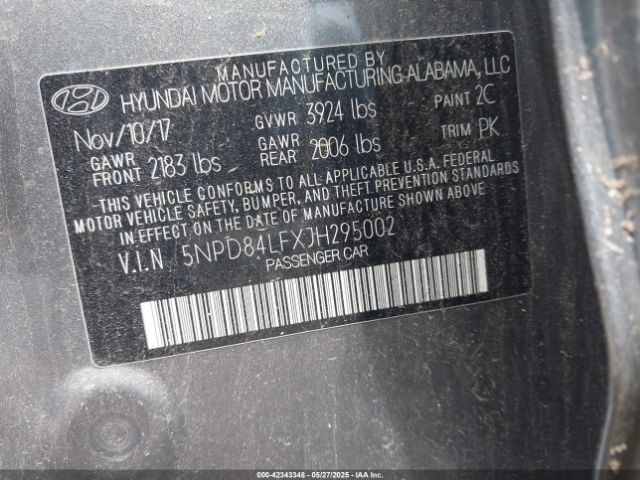 MANUFACTURED BY
HYUNDAI MOTOR MANUFACTURING ALABAMA, LLC
Nov/10/17 GVWR 3924 lbs PAINT 2C
GAWR FRONT 2183 lbs GAWR REAR 2006 lbs TRIM PK
THIS VEHICLE CONFORMS TO ALL APPLICABLE U.S.A. FEDERAL
MOTOR VEHICLE SAFETY, BUMPER, AND THEFT PREVENTION STANDARDS
IN EFFECT ON THE DATE OF MANUFACTURE SHOWN ABOVE
V.I.N 5NPD84LFXJH295002
PASSENGER CAR
000-42343348 - 05/27/2025 - IAA Inc.